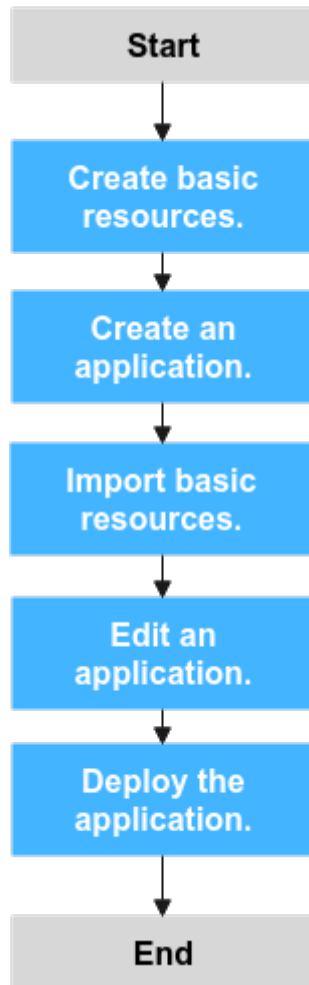 Start
Create basic
resources.
Create an
application.
Import basic
resources.
Edit an
application.
Deploy the
application.
End